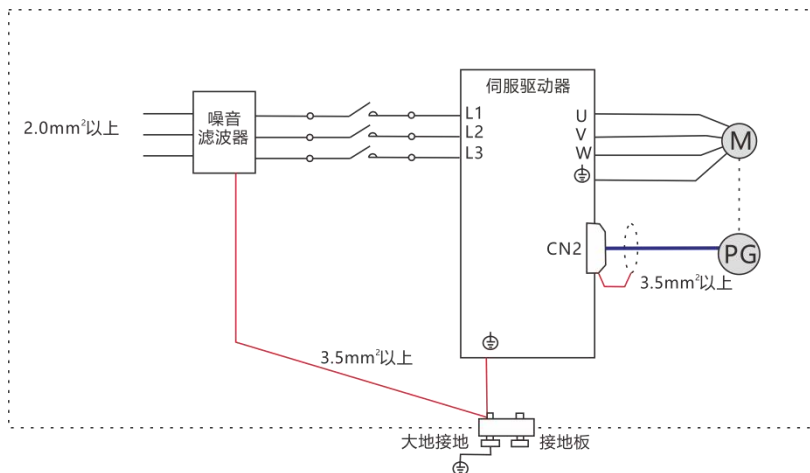 伺服驱动器
噪音
滤波器
2.0mm²以上
L1
L2
L3
U
V
W
M
CN2
PG
3.5mm²以上
3.5mm²以上
大地接地
接地板